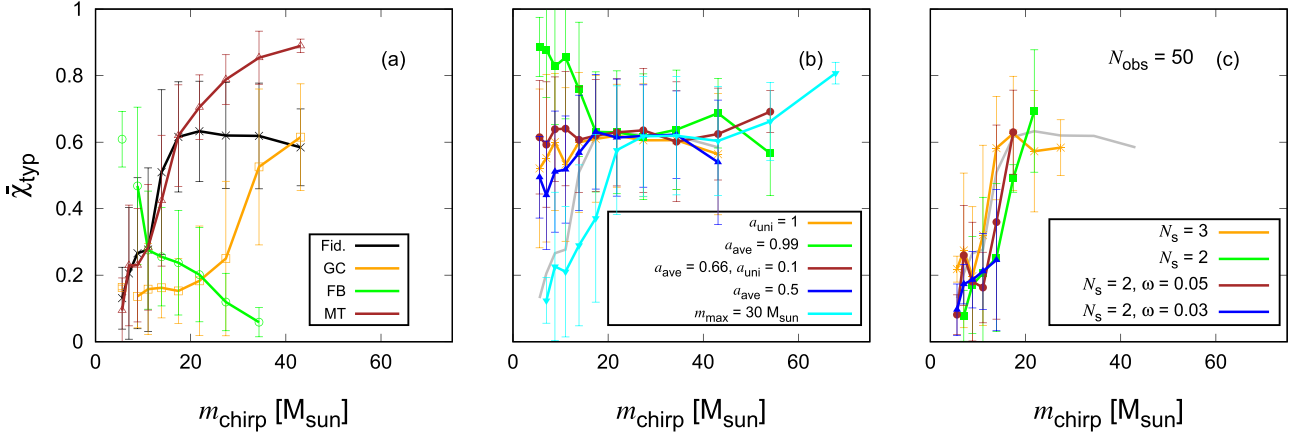 1
0.8
0.6
0.4
0.2
0
χ̄typ
(a)
Fid.
GC
FB
MT
0 20 40 60
mchirp [Msun]
(b)
auni = 1
aave = 0.99
aave = 0.66, auni = 0.1
aave = 0.5
mmax = 30 Msun
0 20 40 60
mchirp [Msun]
Nobs = 50 (c)
Ns = 3
Ns = 2
Ns = 2, ω = 0.05
Ns = 2, ω = 0.03
0 20 40 60
mchirp [Msun]